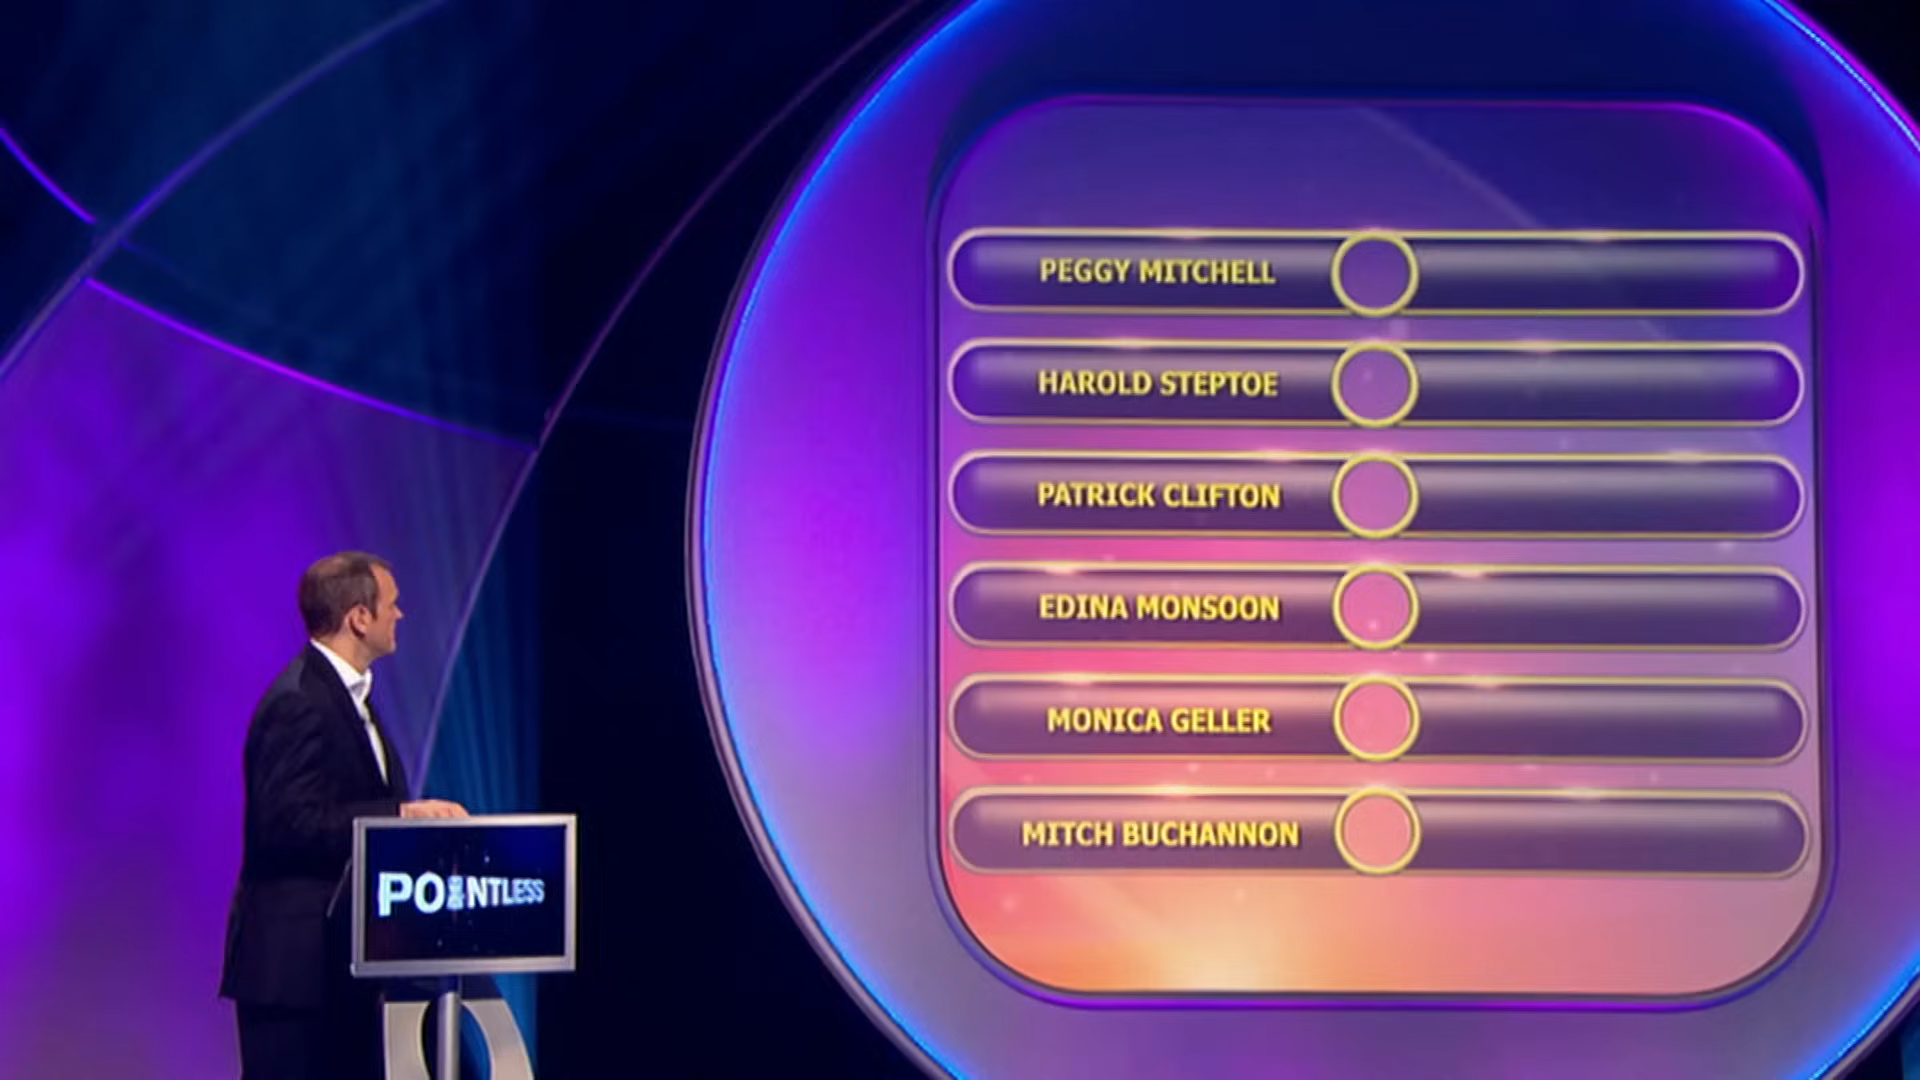 PEGGY MITCHELL
HAROLD STEPTOE
PATRICK CLIFTON
EDINA MONSOON
MONICA GELLER
MITCH BUCHANNON
POINTLESS